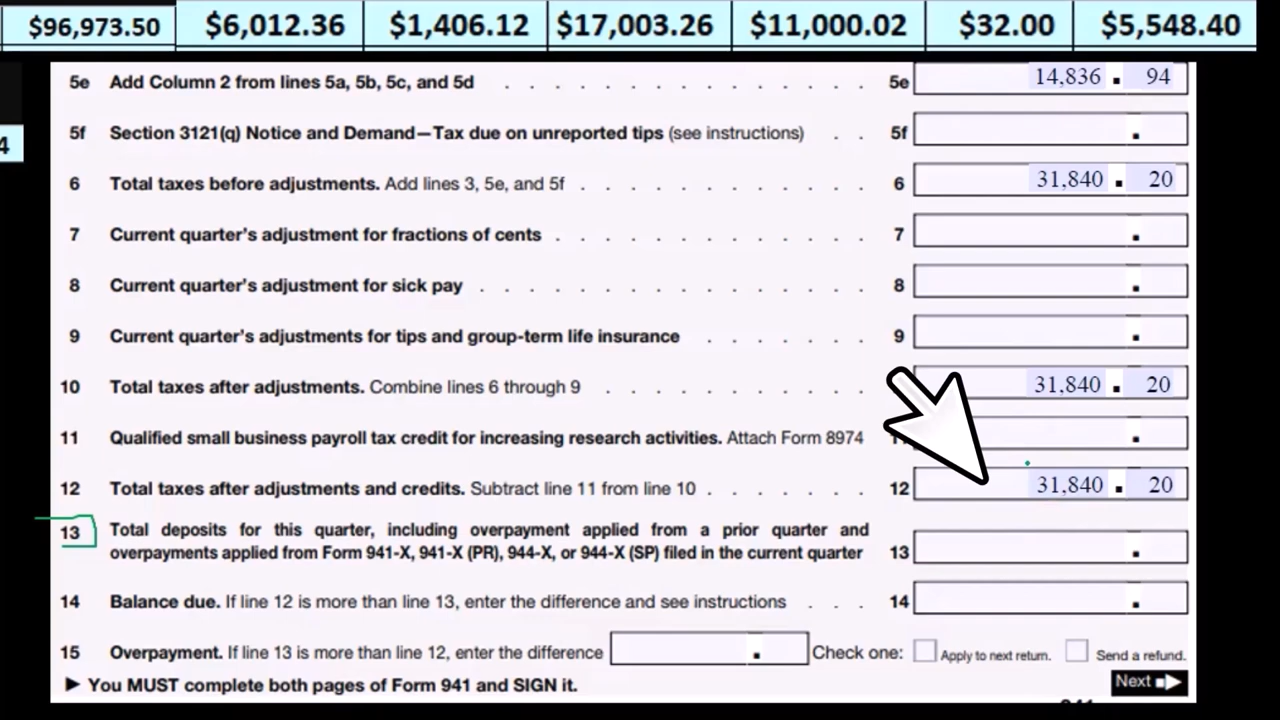 $96,973.50 $6,012.36 $1,406.12 $17,003.26 $11,000.02 $32.00 $5,548.40
4
5e Add Column 2 from lines 5a, 5b, 5c, and 5d . . . . . . . . . . . . . . . 5e 14,836 . 94
5f Section 3121(q) Notice and Demand—Tax due on unreported tips (see instructions) . . 5f .
6 Total taxes before adjustments. Add lines 3, 5e, and 5f . . . . . . . . . . . . 6 31,840 . 20
7 Current quarter's adjustment for fractions of cents . . . . . . . . . . . . . 7 .
8 Current quarter's adjustment for sick pay . . . . . . . . . . . . . . . . 8 .
9 Current quarter's adjustments for tips and group-term life insurance . . . . . . . 9 .
10 Total taxes after adjustments. Combine lines 6 through 9 . . . . . . . . . . . 31,840 . 20
11 Qualified small business payroll tax credit for increasing research activities. Attach Form 8974 .
12 Total taxes after adjustments and credits. Subtract line 11 from line 10 . . . . . . . 12 31,840 . 20
13 Total deposits for this quarter, including overpayment applied from a prior quarter and
overpayments applied from Form 941-X, 941-X (PR), 944-X, or 944-X (SP) filed in the current quarter 13 .
14 Balance due. If line 12 is more than line 13, enter the difference and see instructions . . . 14 .
15 Overpayment. If line 13 is more than line 12, enter the difference . Check one: Apply to next return. Send a refund.
▶ You MUST complete both pages of Form 941 and SIGN it. Next ■▶